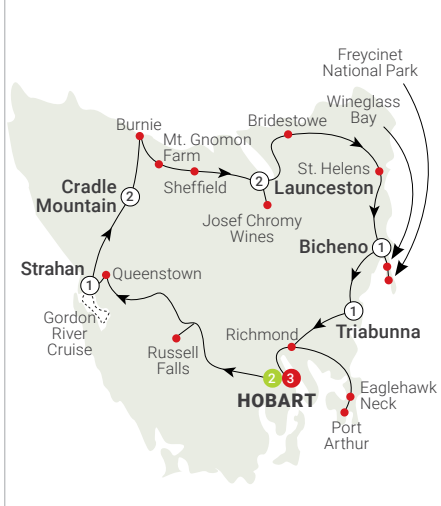 Freycinet
National Park
Wineglass
Bay
Burnie
Bridestowe
Mt. Gnomon
Farm
St. Helens
Sheffield
2
Launceston
Cradle
Mountain
2
Josef Chromy
Wines
Bicheno
1
Strahan
1
Queenstown
Gordon
River
Cruise
1
Triabunna
Richmond
Russell
Falls
2
3
HOBART
Eaglehawk
Neck
Port
Arthur